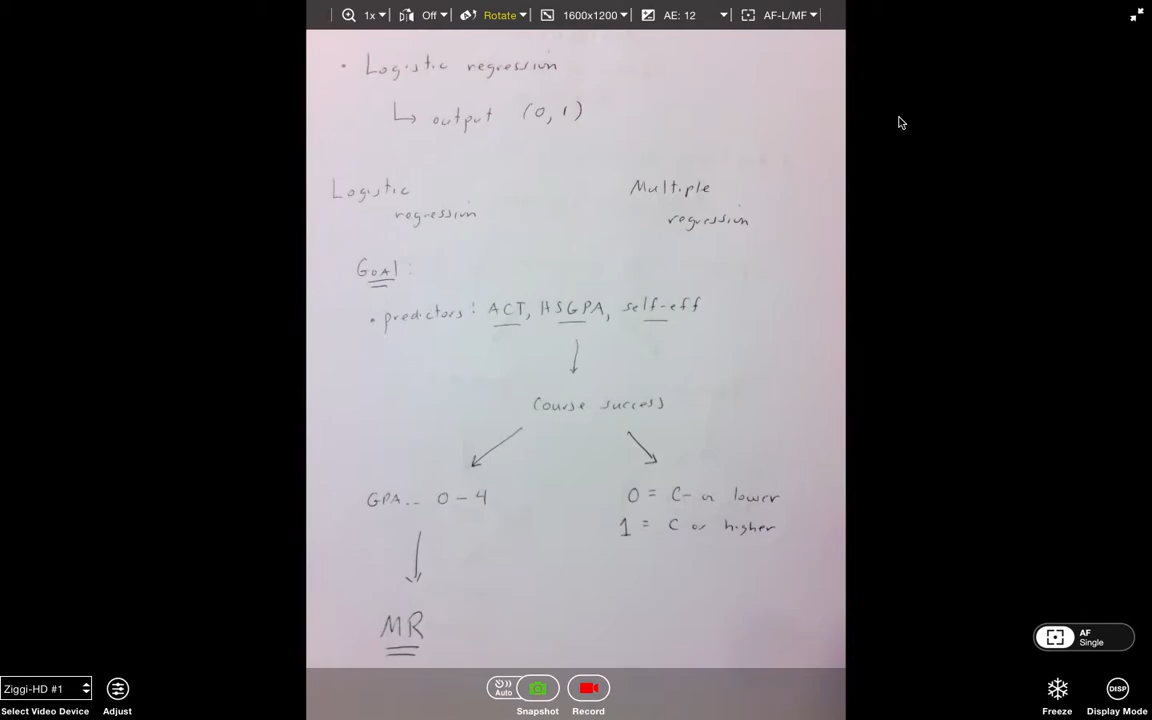 1x Off Rotate 1600x1200 AE: 12 AF-L/MF
• Logistic regression
↳ output (0, 1)
Logistic regression
Multiple regression
GOAl:
• predictors: ACT, HSGPA, self-eff
Course success
GPA.. 0-4
0 = C- or lower
1 = C or higher
MR
AF
Single
Ziggi-HD #1
Auto
Select Video Device Adjust Snapshot Record Freeze Display Mode
DISP